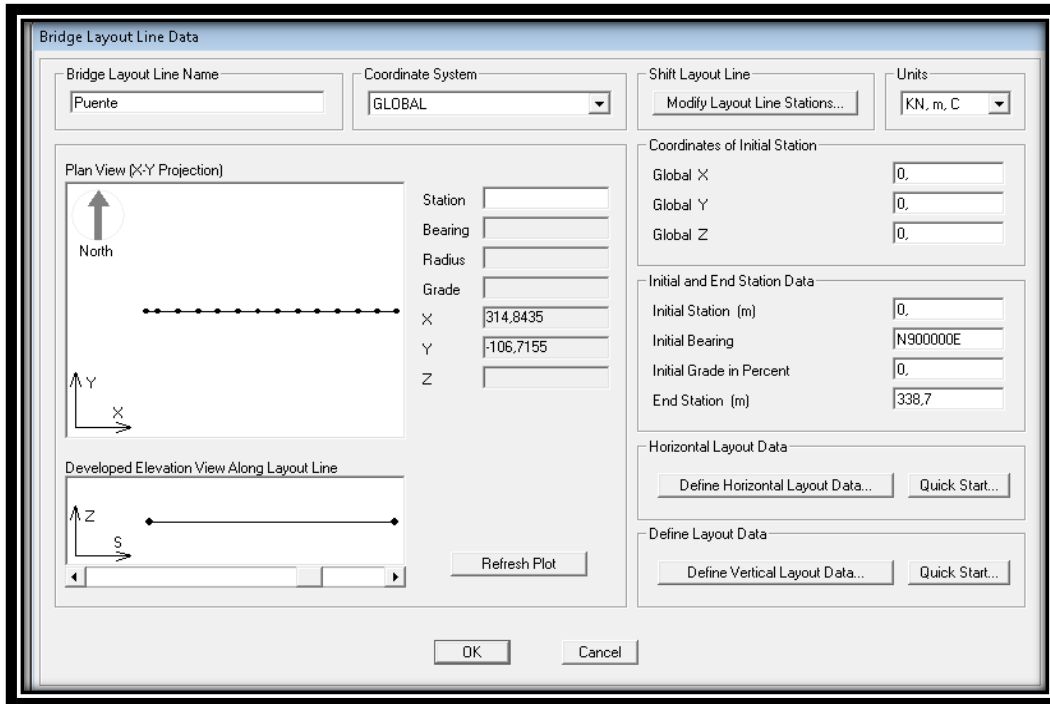 Bridge Layout Line Data
Bridge Layout Line Name
Puente
Coordinate System
GLOBAL
Shift Layout Line
Modify Layout Line Stations...
Units
KN, m, C
Plan View (X-Y Projection)
North
Y
X
Station
Bearing
Radius
Grade
X 314,8435
Y -106,7155
Z
Coordinates of Initial Station
Global X 0,
Global Y 0,
Global Z 0,
Initial and End Station Data
Initial Station (m) 0,
Initial Bearing N900000E
Initial Grade in Percent 0,
End Station (m) 338,7
Developed Elevation View Along Layout Line
Z
S
Refresh Plot
Horizontal Layout Data
Define Horizontal Layout Data... Quick Start...
Define Layout Data
Define Vertical Layout Data... Quick Start...
OK Cancel